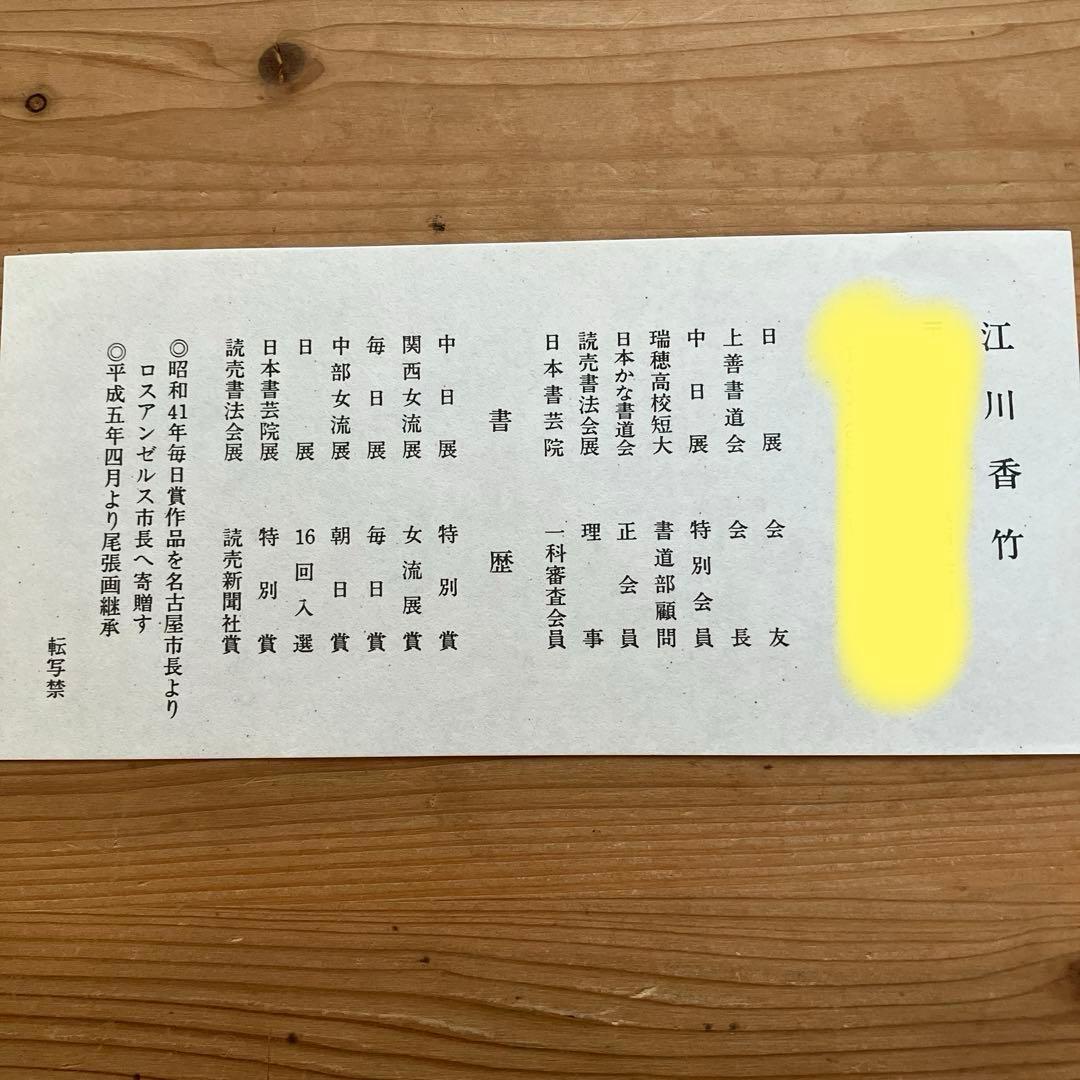 江川香竹
日展 会友
上善書道会 会長
中日展 特別会員
瑞穂高校短大 書道部顧問
日本かな書道会 正会員
読売書法会展 理事
日本書芸院 一科審査会員
書歴
中日展 特別賞
関西女流展 女流展賞
毎日展 毎日賞
中部女流展 朝日賞
日展 16回入選
日本書芸院展 特別賞
読売書法会展 読売新聞社賞
◎昭和41年毎日賞作品を名古屋市長より
ロスアンゼルス市長へ寄贈す
◎平成五年四月より尾張画継承
転写禁